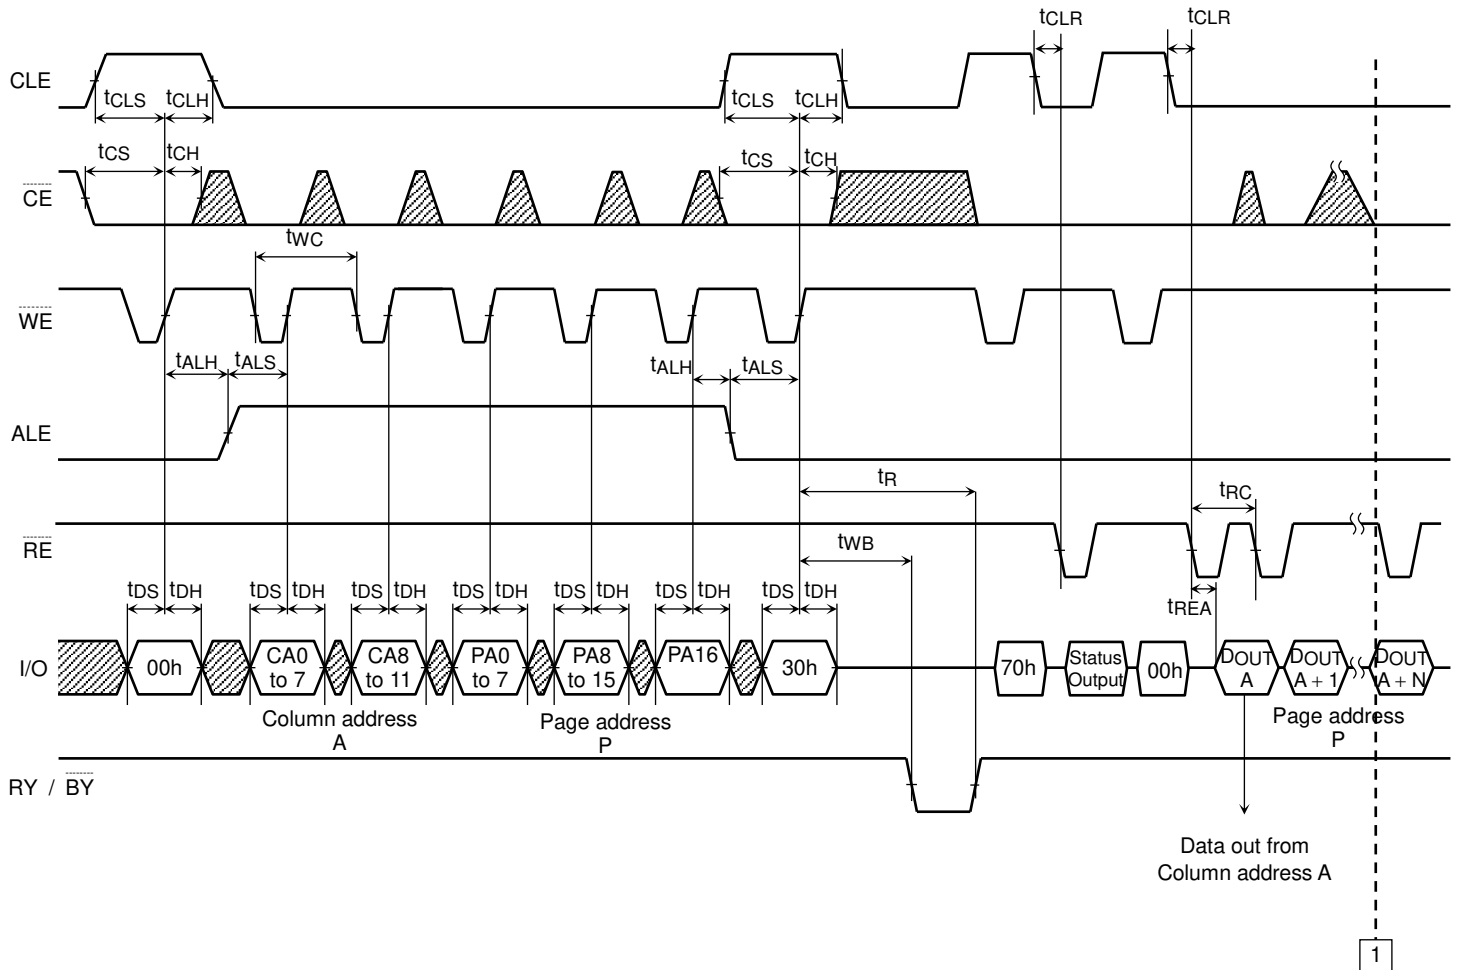 tCLR tCLR
CLE
tCLS tCLH tCLS tCLH
tCS tCH tCS tCH
CE
tWC
WE
tALH tALS tALH tALS
ALE
tR
tRC
RE
tWB
tDS tDH tDS tDH tDS tDH tDS tDH tDS tDH tDS tDH tDS tDH
tREA
I/O 00h CA0 to 7 CA8 to 11 PA0 to 7 PA8 to 15 PA16 30h 70h Status Output 00h DOUT A DOUT A + 1 DOUT A + N
Column address
A
Page address
P
Page address
P
RY / BY
Data out from
Column address A
1